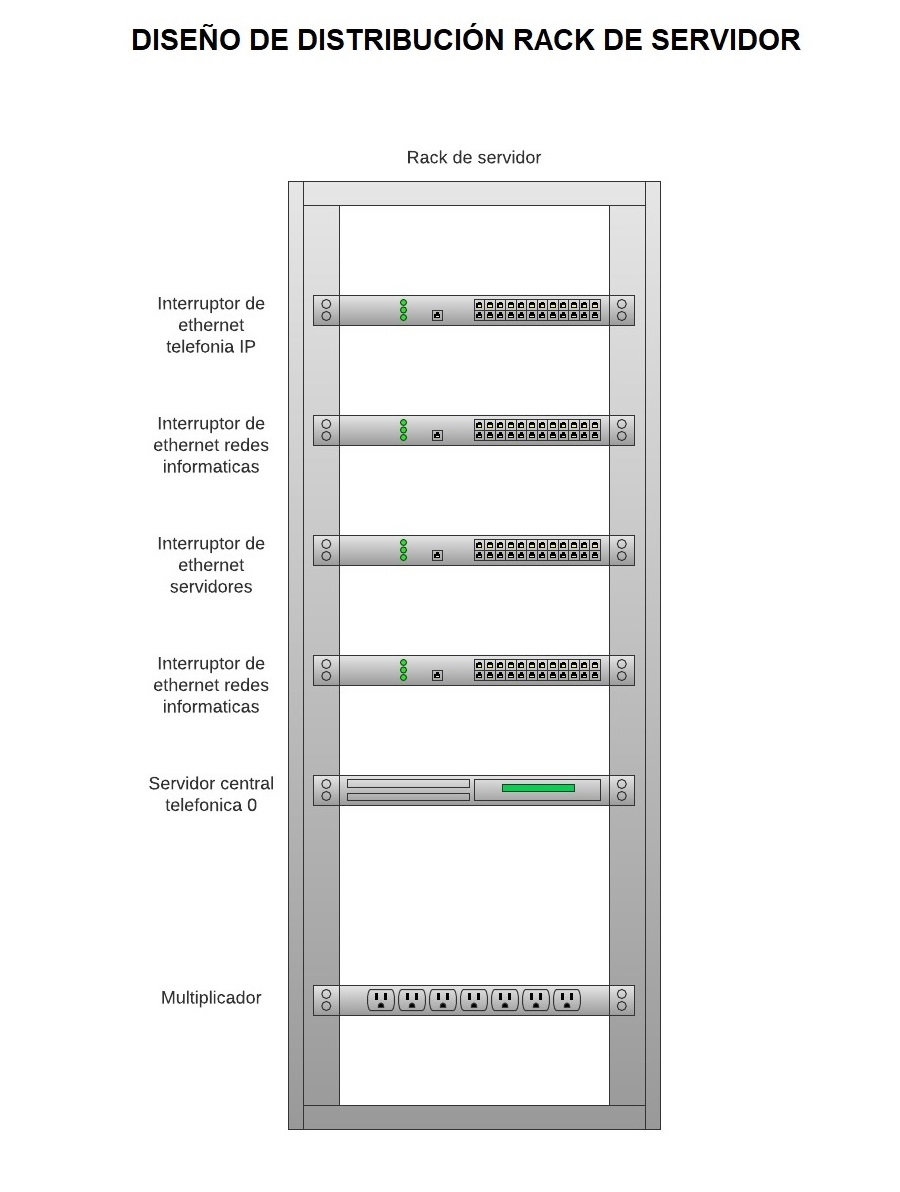 DISEÑO DE DISTRIBUCIÓN RACK DE SERVIDOR
Rack de servidor
Interruptor de
ethernet
telefonia IP
Interruptor de
ethernet redes
informaticas
Interruptor de
ethernet
servidores
Interruptor de
ethernet redes
informaticas
Servidor central
telefonica 0
Multiplicador